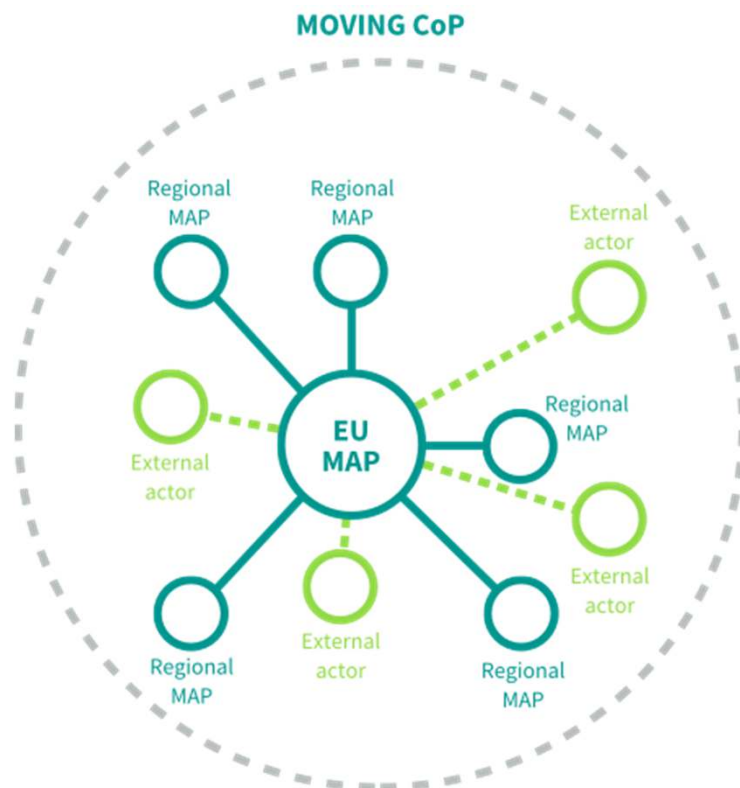 MOVING CoP
Regional
MAP
Regional
MAP
External
actor
Regional
MAP
EU
MAP
External
actor
External
actor
External
actor
Regional
MAP
Regional
MAP